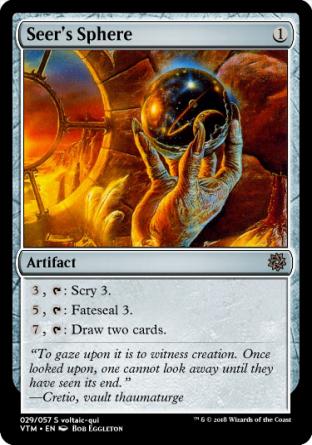 Seer's Sphere 1
Artifact
3, : Scry 3.
5, : Fateseal 3.
7, : Draw two cards.
“To gaze upon it is to witness creation. Once
looked upon, one cannot look away until they
have seen its end.”
—Cretio, vault thaumaturge
029/057 S voltaic-qui
VTM • EN Bob Eggleton
™ & © 2018 Wizards of the Coast